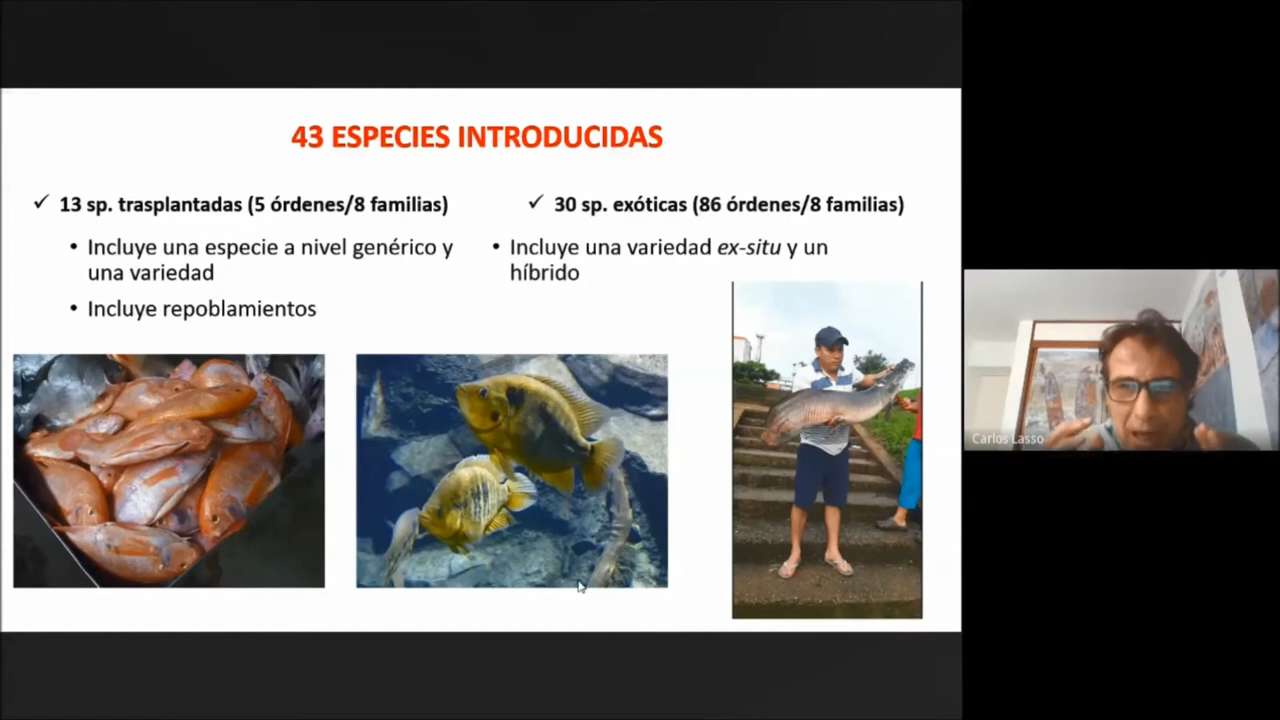 43 ESPECIES INTRODUCIDAS
✓ 13 sp. trasplantadas (5 órdenes/8 familias)
• Incluye una especie a nivel genérico y
una variedad
• Incluye repoblamientos
✓ 30 sp. exóticas (86 órdenes/8 familias)
• Incluye una variedad ex-situ y un
híbrido
Carlos Lasso